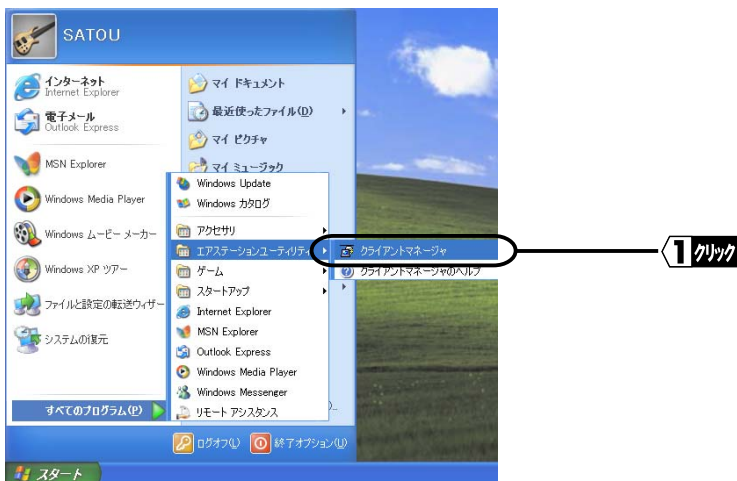 SATOU
インターネット
Internet Explorer
電子メール
Outlook Express
MSN Explorer
Windows Media Player
Windows ムービー メーカー
Windows XP ツアー
ファイルと設定の転送ウィザー
システムの復元
すべてのプログラム(P)
マイ ドキュメント
最近使ったファイル(D)
マイ ピクチャ
マイ ミュージック
Windows Update
Windows カタログ
アクセサリ
エアステーションユーティリティ
ゲーム
スタートアップ
Internet Explorer
MSN Explorer
Outlook Express
Windows Media Player
Windows Messenger
リモート アシスタンス
クライアントマネージャ
クライアントマネージャのヘルプ
1 クリック
ログオフ(L)
終了オプション(U)
スタート